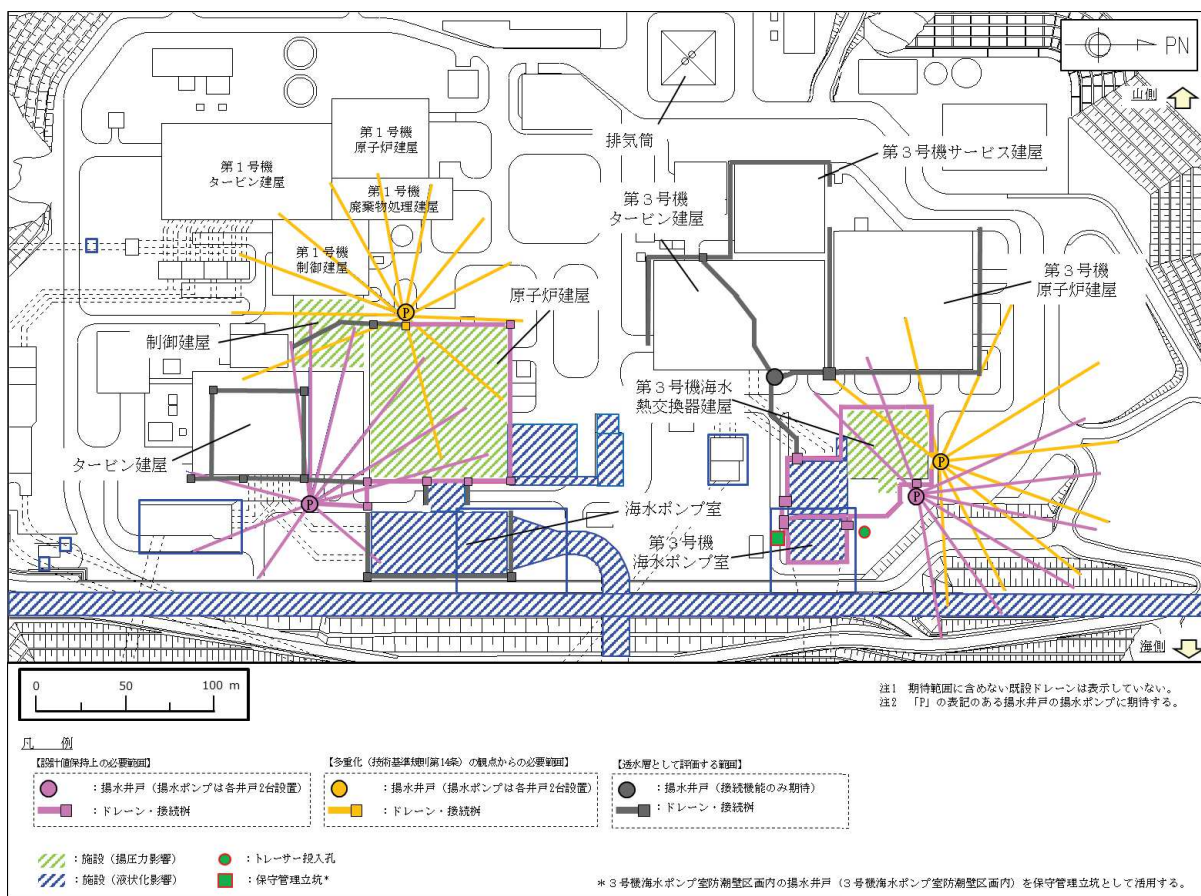 PN
山側
第１号機
原子炉建屋
第１号機
タービン建屋
第１号機
廃棄物処理建屋
第１号機
制御建屋
排気筒
第３号機サービス建屋
第３号機
タービン建屋
第３号機
原子炉建屋
原子炉建屋
制御建屋
P
タービン建屋
P
第３号機海水
熱交換器建屋
P
P
海水ポンプ室
第３号機
海水ポンプ室
海側
0 50 100 m
注1 期待範囲に含めない既設ドレーンは表示していない。
注2 「P」の表記のある揚水井戸の揚水ポンプに期待する。
凡 例
【設計値保持上の必要範囲】
：揚水井戸（揚水ポンプは各井戸2台設置）
：ドレーン・接続桝
【多重化（技術基準規則第14条）の観点からの必要範囲】
：揚水井戸（揚水ポンプは各井戸2台設置）
：ドレーン・接続桝
【透水層として評価する範囲】
：揚水井戸（接続機能のみ期待）
：ドレーン・接続桝
：施設（揚圧力影響）
：施設（液状化影響）
：トレーサー投入孔
：保守管理立坑*
＊３号機海水ポンプ室防潮壁区画内の揚水井戸（３号機海水ポンプ室防潮壁区画内）を保守管理立坑として活用する。